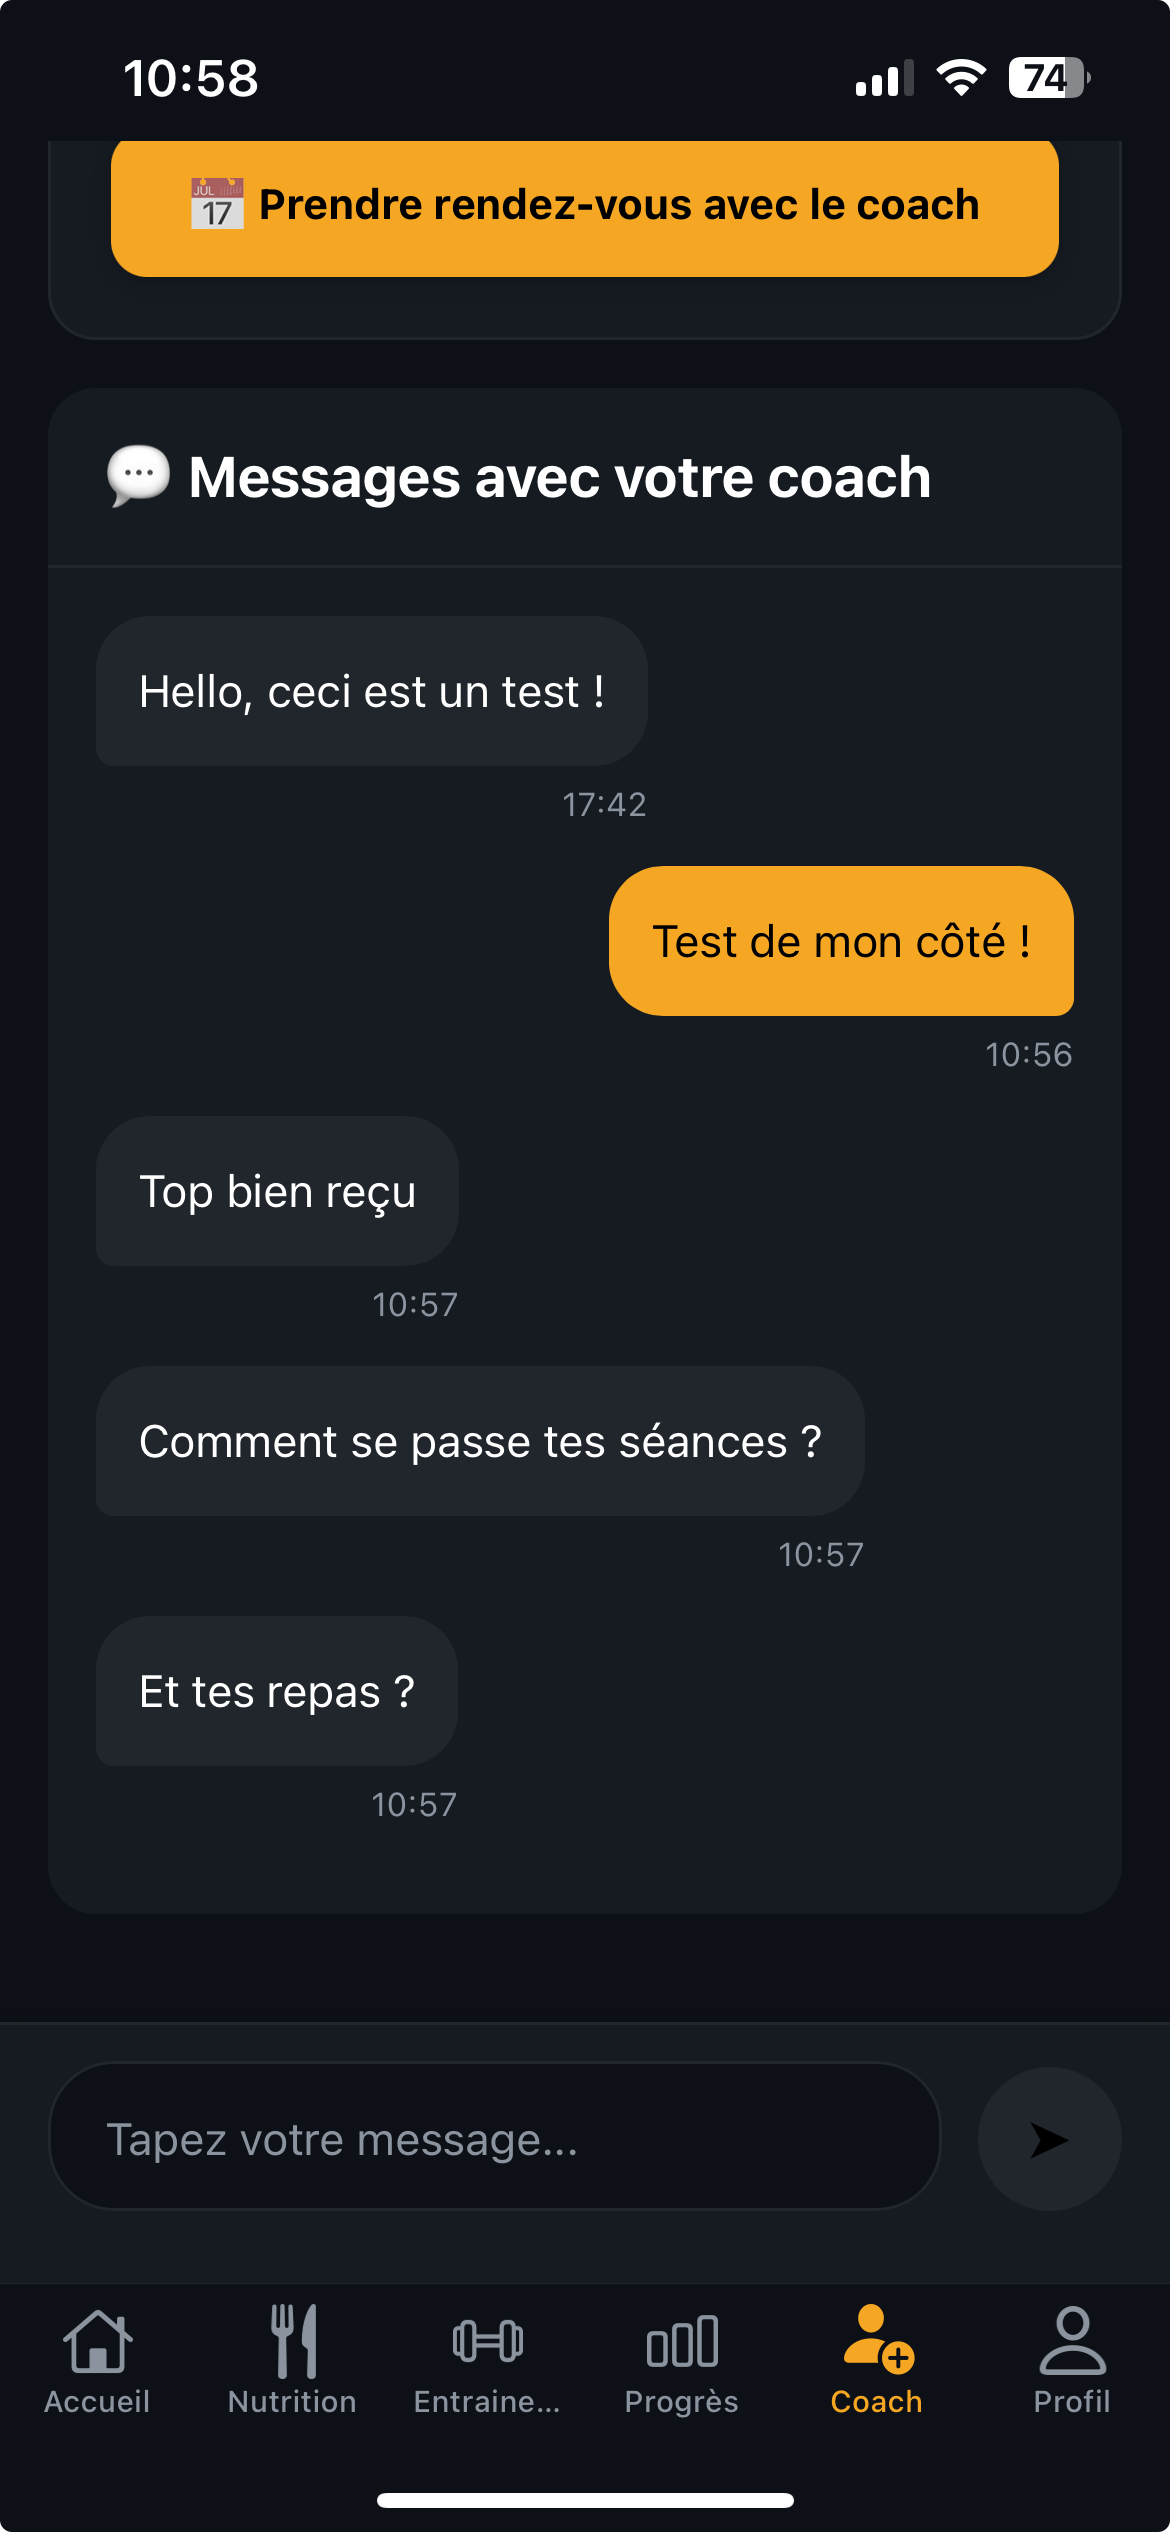 10:58
74
JUL
17
Prendre rendez-vous avec le coach
Messages avec votre coach
Hello, ceci est un test !
17:42
Test de mon côté !
10:56
Top bien reçu
10:57
Comment se passe tes séances ?
10:57
Et tes repas ?
10:57
Tapez votre message...
Accueil
Nutrition
Entraine...
Progrès
Coach
Profil